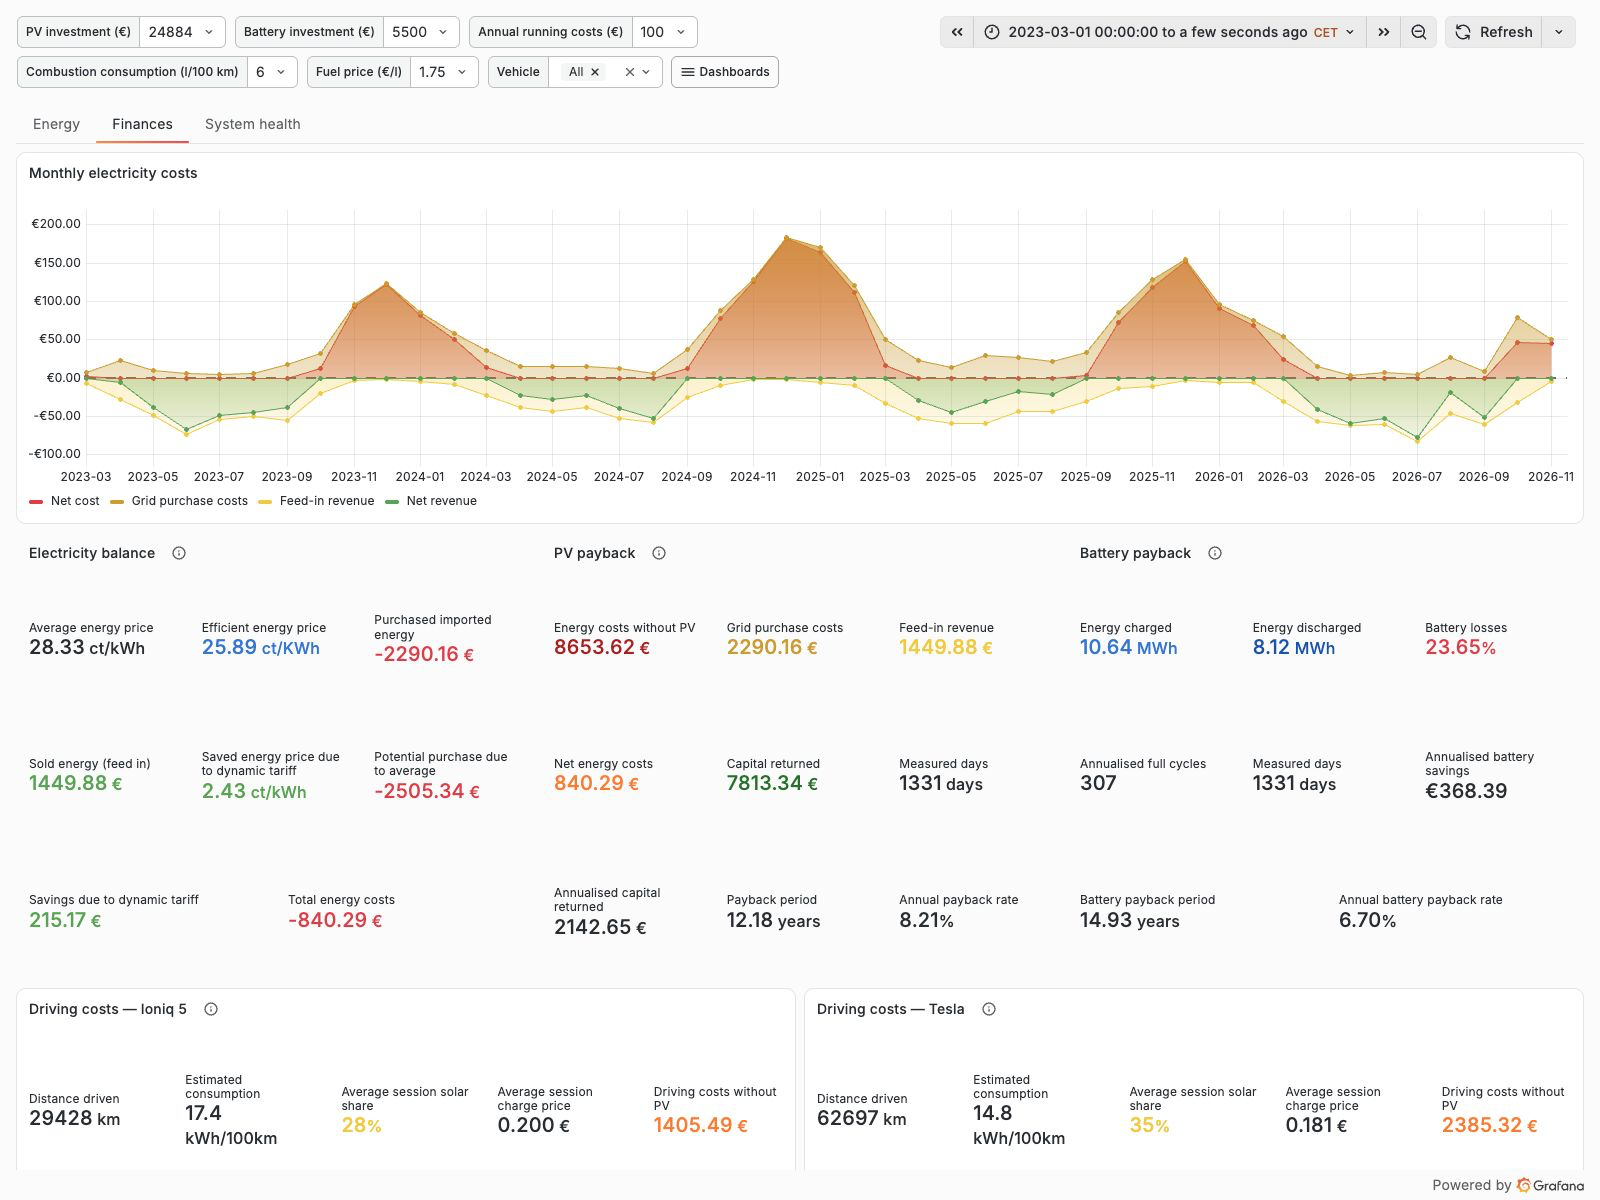 PV investment (€) 24884 Battery investment (€) 5500 Annual running costs (€) 100 2023-03-01 00:00:00 to a few seconds ago CET Refresh
Combustion consumption (l/100 km) 6 Fuel price (€/l) 1.75 Vehicle All Dashboards
Energy Finances System health
Monthly electricity costs
€200.00
€150.00
€100.00
€50.00
€0.00
-€50.00
-€100.00
2023-03 2023-05 2023-07 2023-09 2023-11 2024-01 2024-03 2024-05 2024-07 2024-09 2024-11 2025-01 2025-03 2025-05 2025-07 2025-09 2025-11 2026-01 2026-03 2026-05 2026-07 2026-09 2026-11
Net cost Grid purchase costs Feed-in revenue Net revenue
Electricity balance
Average energy price
28.33 ct/kWh
Efficient energy price
25.89 ct/KWh
Purchased imported
energy
-2290.16 €
Sold energy (feed in)
1449.88 €
Saved energy price due
to dynamic tariff
2.43 ct/kWh
Potential purchase due
to average
-2505.34 €
Savings due to dynamic tariff
215.17 €
Total energy costs
-840.29 €
PV payback
Energy costs without PV
8653.62 €
Grid purchase costs
2290.16 €
Feed-in revenue
1449.88 €
Net energy costs
840.29 €
Capital returned
7813.34 €
Measured days
1331 days
Annualised capital
returned
2142.65 €
Payback period
12.18 years
Annual payback rate
8.21%
Battery payback
Energy charged
10.64 MWh
Energy discharged
8.12 MWh
Battery losses
23.65%
Annualised full cycles
307
Measured days
1331 days
Annualised battery
savings
€368.39
Battery payback period
14.93 years
Annual battery payback rate
6.70%
Driving costs — Ioniq 5
Distance driven
29428 km
Estimated
consumption
17.4
kWh/100km
Average session solar
share
28%
Average session
charge price
0.200 €
Driving costs without
PV
1405.49 €
Driving costs — Tesla
Distance driven
62697 km
Estimated
consumption
14.8
kWh/100km
Average session solar
share
35%
Average session
charge price
0.181 €
Driving costs without
PV
2385.32 €
Powered by Grafana